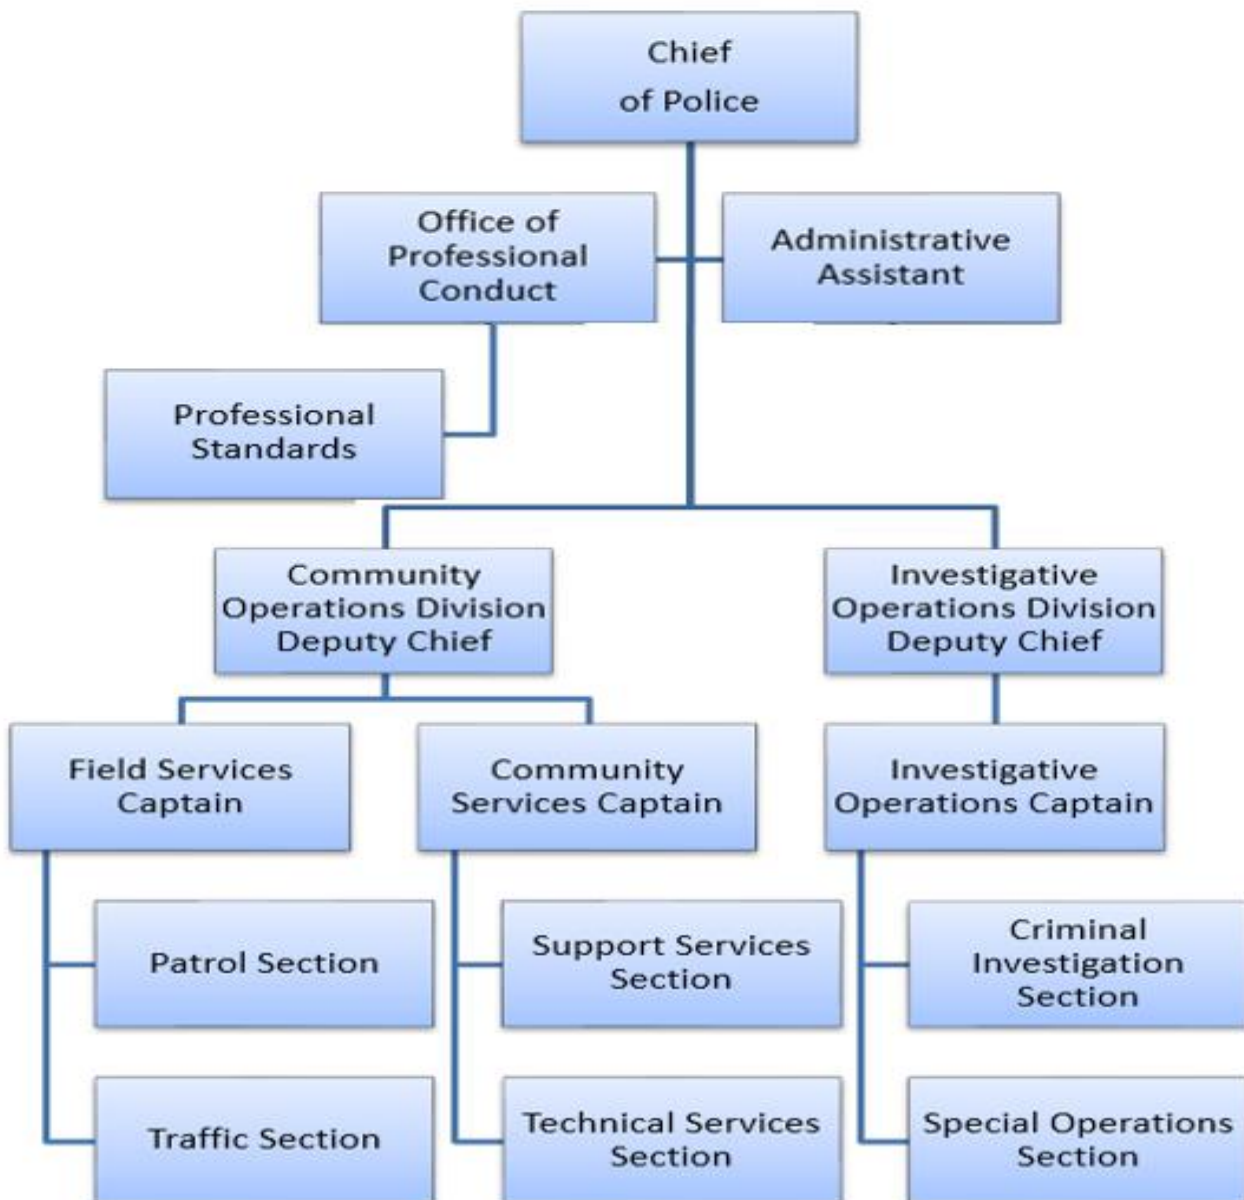 Chief
of Police
Office of
Professional
Conduct
Administrative
Assistant
Professional
Standards
Community
Operations Division
Deputy Chief
Investigative
Operations Division
Deputy Chief
Field Services
Captain
Community
Services Captain
Investigative
Operations Captain
Patrol Section
Support Services
Section
Criminal
Investigation
Section
Traffic Section
Technical Services
Section
Special Operations
Section